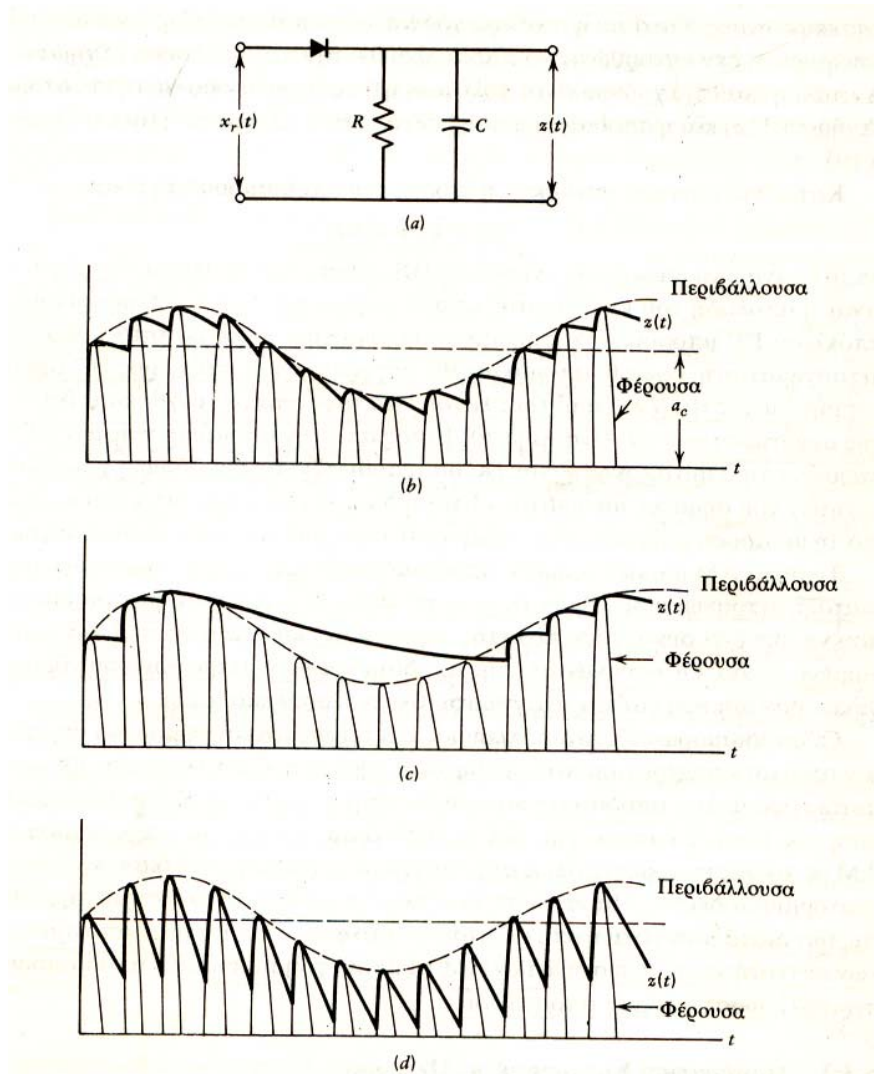 x_r(t)
R
C
z(t)
(a)
Περιβάλλουσα
z(t)
Φέρουσα
a_c
t
(b)
Περιβάλλουσα
z(t)
Φέρουσα
t
(c)
Περιβάλλουσα
z(t)
Φέρουσα
t
(d)